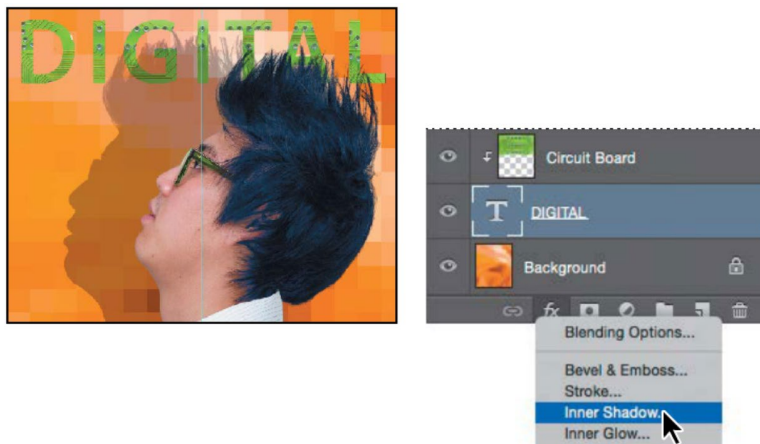 DIGITAL
Circuit Board
T DIGITAL
Background
fx
Blending Options...
Bevel & Emboss...
Stroke...
Inner Shadow...
Inner Glow...